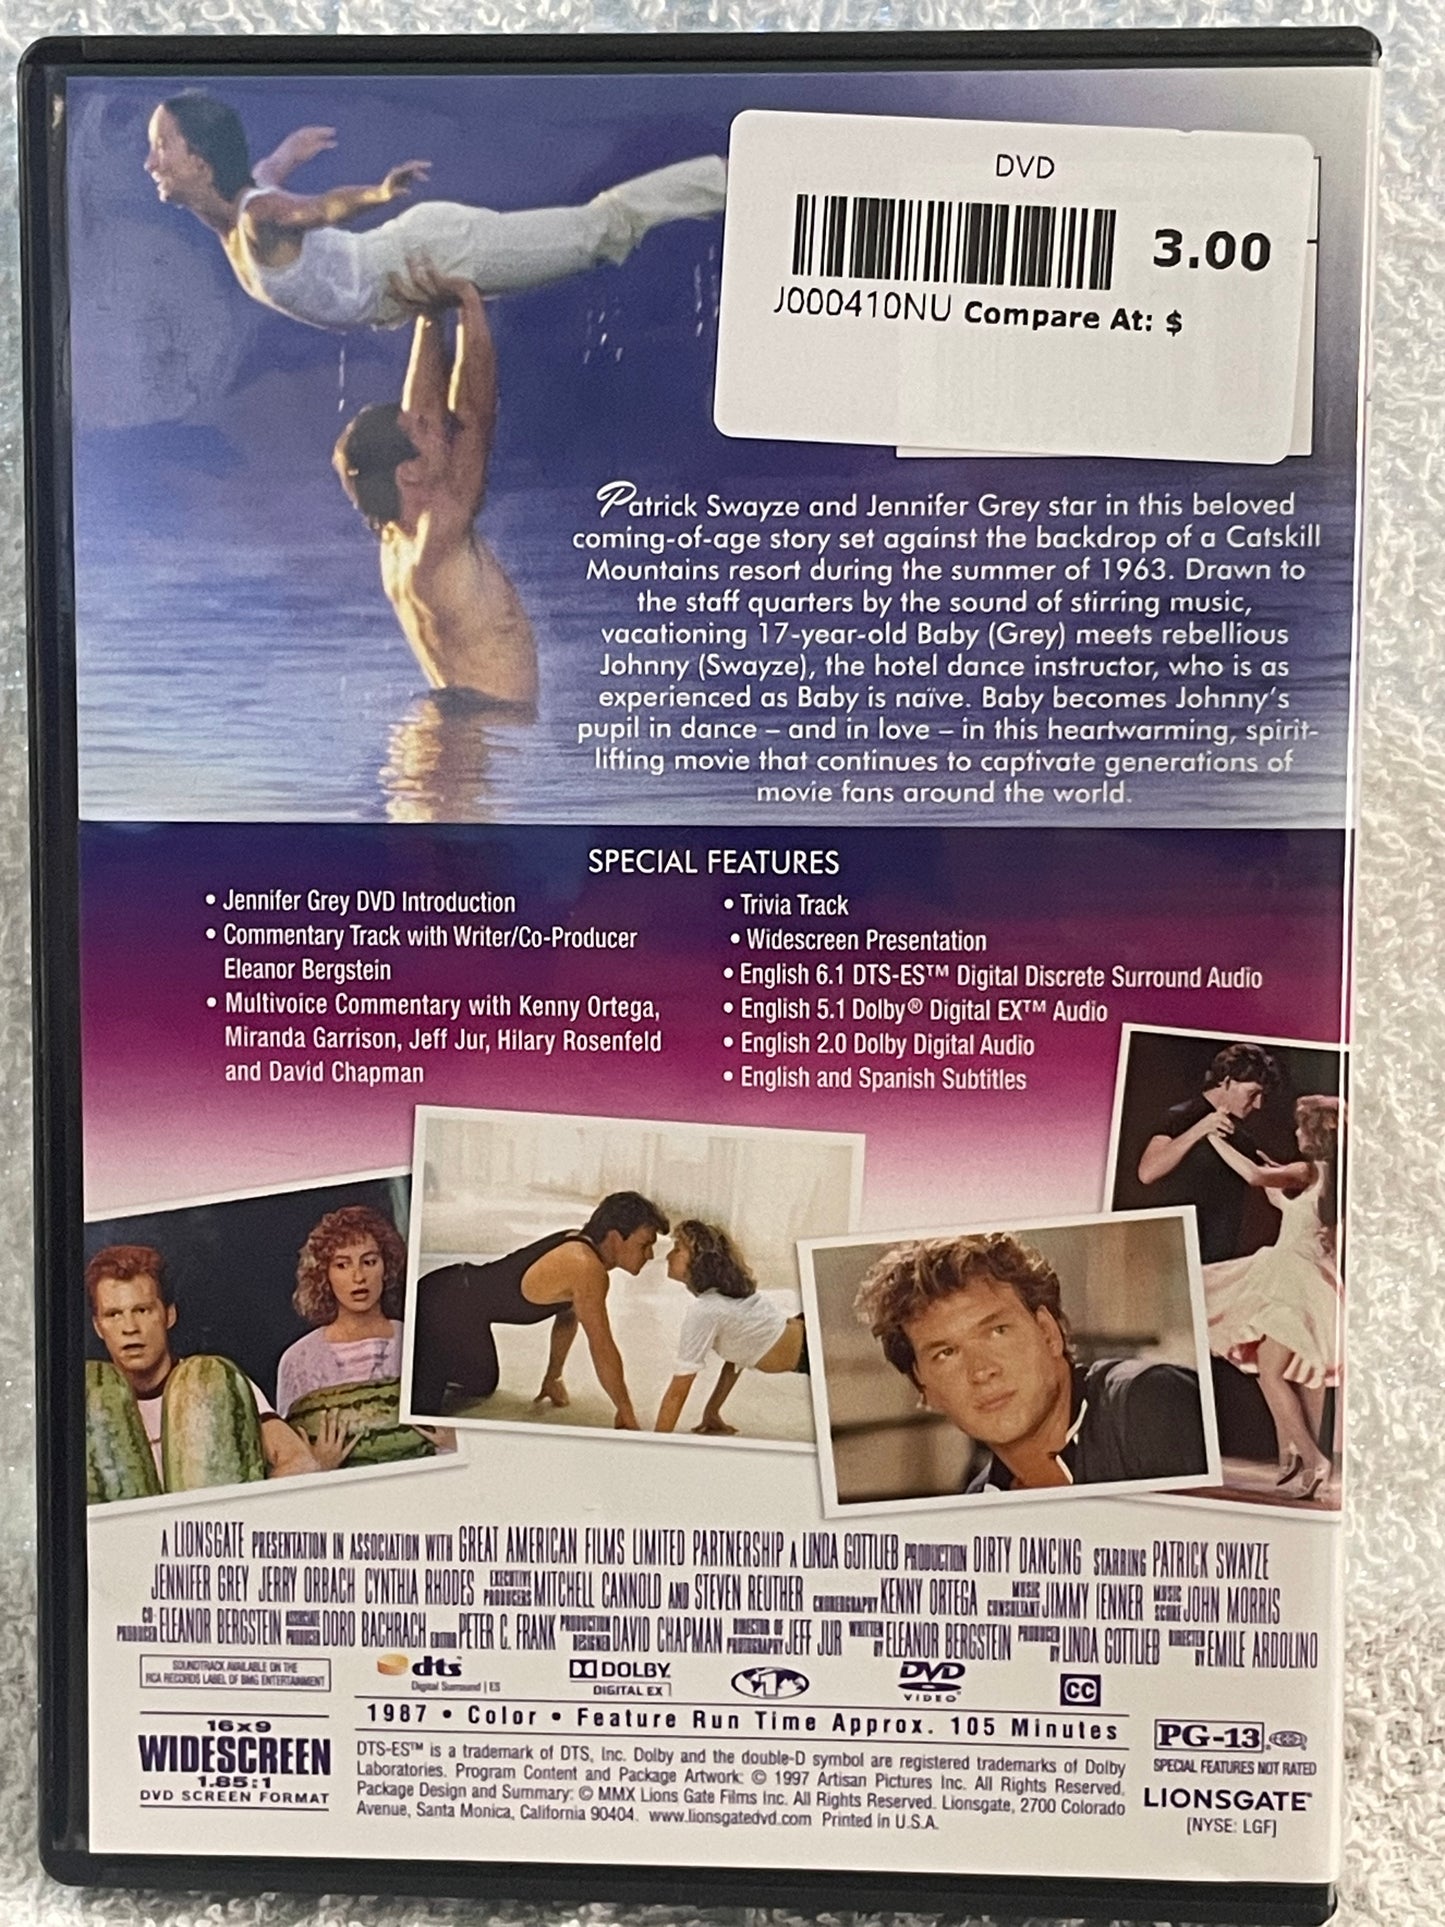 DVD
3.00
J000410NU Compare At: $
Patrick Swayze and Jennifer Grey star in this beloved
coming-of-age story set against the backdrop of a Catskill
Mountains resort during the summer of 1963. Drawn to
the staff quarters by the sound of stirring music,
vacationing 17-year-old Baby (Grey) meets rebellious
Johnny (Swayze), the hotel dance instructor, who is as
experienced as Baby is naïve. Baby becomes Johnny's
pupil in dance – and in love – in this heartwarming, spirit-
lifting movie that continues to captivate generations of
movie fans around the world.
SPECIAL FEATURES
• Jennifer Grey DVD Introduction
• Commentary Track with Writer/Co-Producer
Eleanor Bergstein
• Multivoice Commentary with Kenny Ortega,
Miranda Garrison, Jeff Jur, Hilary Rosenfeld
and David Chapman
• Trivia Track
• Widescreen Presentation
• English 6.1 DTS-ES™ Digital Discrete Surround Audio
• English 5.1 Dolby® Digital EX™ Audio
• English 2.0 Dolby Digital Audio
• English and Spanish Subtitles
A LIONSGATE PRESENTATION IN ASSOCIATION WITH GREAT AMERICAN FILMS LIMITED PARTNERSHIP A LINDA GOTTLIEB PRODUCTION DIRTY DANCING STARRING PATRICK SWAYZE
JENNIFER GREY JERRY ORBACH CYNTHIA RHODES EXECUTIVE PRODUCERS MITCHELL CANNOLD AND STEVEN REUTHER CHOREOGRAPHY KENNY ORTEGA MUSIC CONSULTANT JIMMY IENNER MUSIC SCORE JOHN MORRIS
CO-PRODUCER ELEANOR BERGSTEIN ASSOCIATE PRODUCER DORO BACHRACH EDITOR PETER C. FRANK PRODUCTION DESIGNER DAVID CHAPMAN DIRECTOR OF PHOTOGRAPHY JEFF JUR WRITTEN BY ELEANOR BERGSTEIN PRODUCED BY LINDA GOTTLIEB DIRECTED BY EMILE ARDOLINO
SOUNDTRACK AVAILABLE ON THE
RCA RECORDS LABEL OF BMG ENTERTAINMENT
dts
Digital Surround | ES
DOLBY
DIGITAL EX
1
DVD
VIDEO
CC
16x9
WIDESCREEN
1.85:1
DVD SCREEN FORMAT
1987 • Color • Feature Run Time Approx. 105 Minutes
DTS-ES™ is a trademark of DTS, Inc. Dolby and the double-D symbol are registered trademarks of Dolby
Laboratories. Program Content and Package Artwork: © 1997 Artisan Pictures Inc. All Rights Reserved.
Package Design and Summary: © MMX Lions Gate Films Inc. All Rights Reserved. Lionsgate, 2700 Colorado
Avenue, Santa Monica, California 90404. www.lionsgatedvd.com Printed in U.S.A.
PG-13
SPECIAL FEATURES NOT RATED
LIONSGATE
[NYSE: LGF]